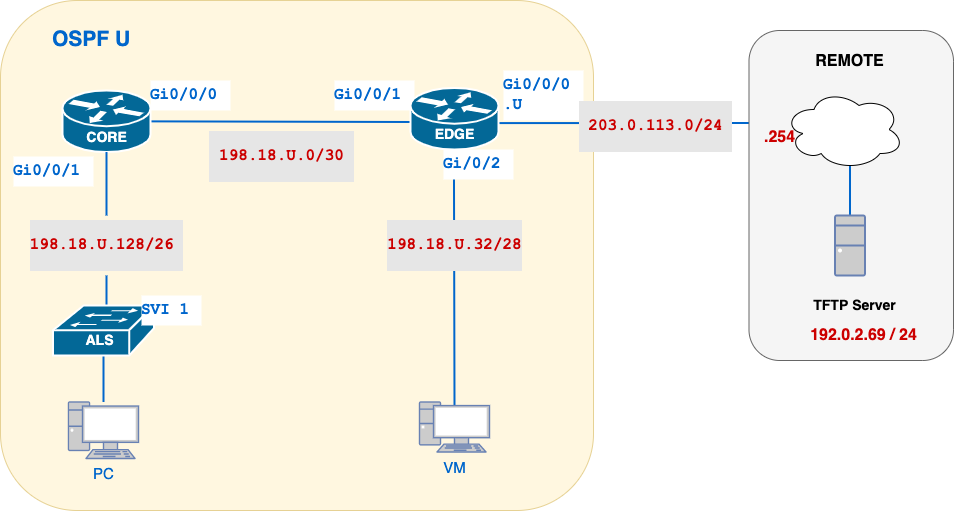 OSPF U
REMOTE
Gi0/0/0
Gi0/0/1
Gi0/0/0
.U
CORE
EDGE
203.0.113.0/24
.254
198.18.U.0/30
Gi0/0/1
Gi/0/2
198.18.U.128/26
198.18.U.32/28
SVI 1
ALS
TFTP Server
192.0.2.69 / 24
PC
VM